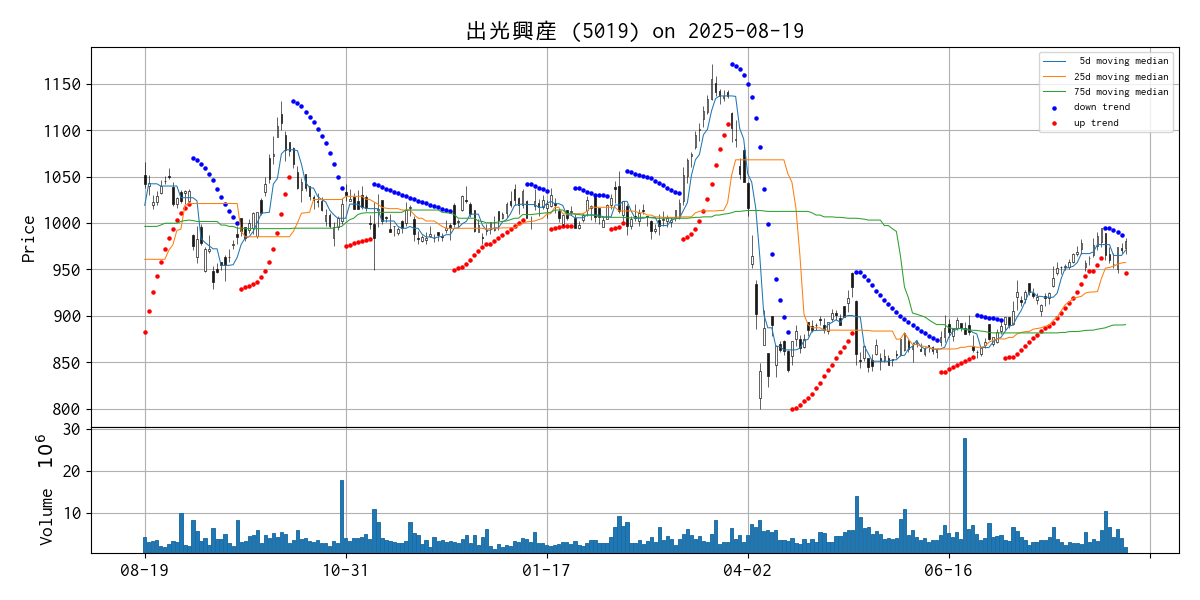 出光興産 (5019) on 2025-08-19
5d moving median
25d moving median
75d moving median
down trend
up trend
Price
1150
1100
1050
1000
950
900
850
800
Volume 10^6
30
20
10
08-19
10-31
01-17
04-02
06-16